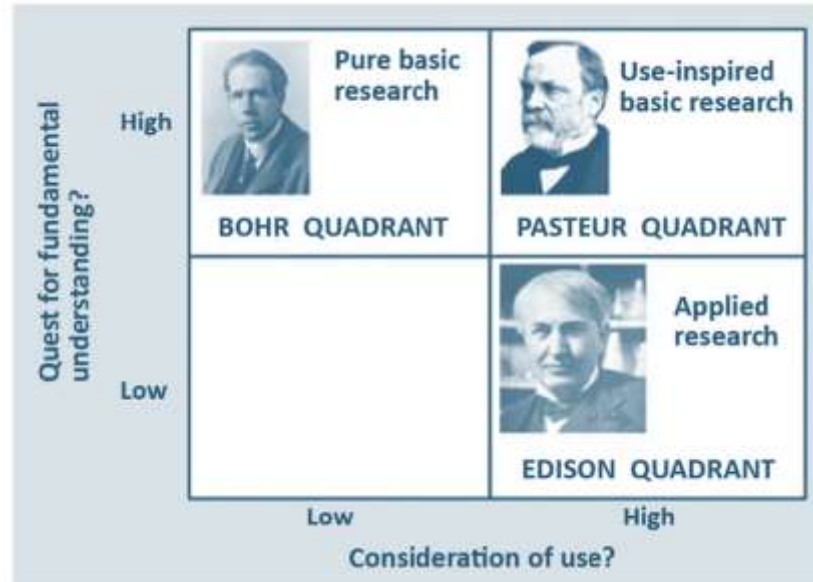 Quest for fundamental
understanding?
High
Low
Pure basic
research
BOHR QUADRANT
Use-inspired
basic research
PASTEUR QUADRANT
Applied
research
EDISON QUADRANT
Low
High
Consideration of use?